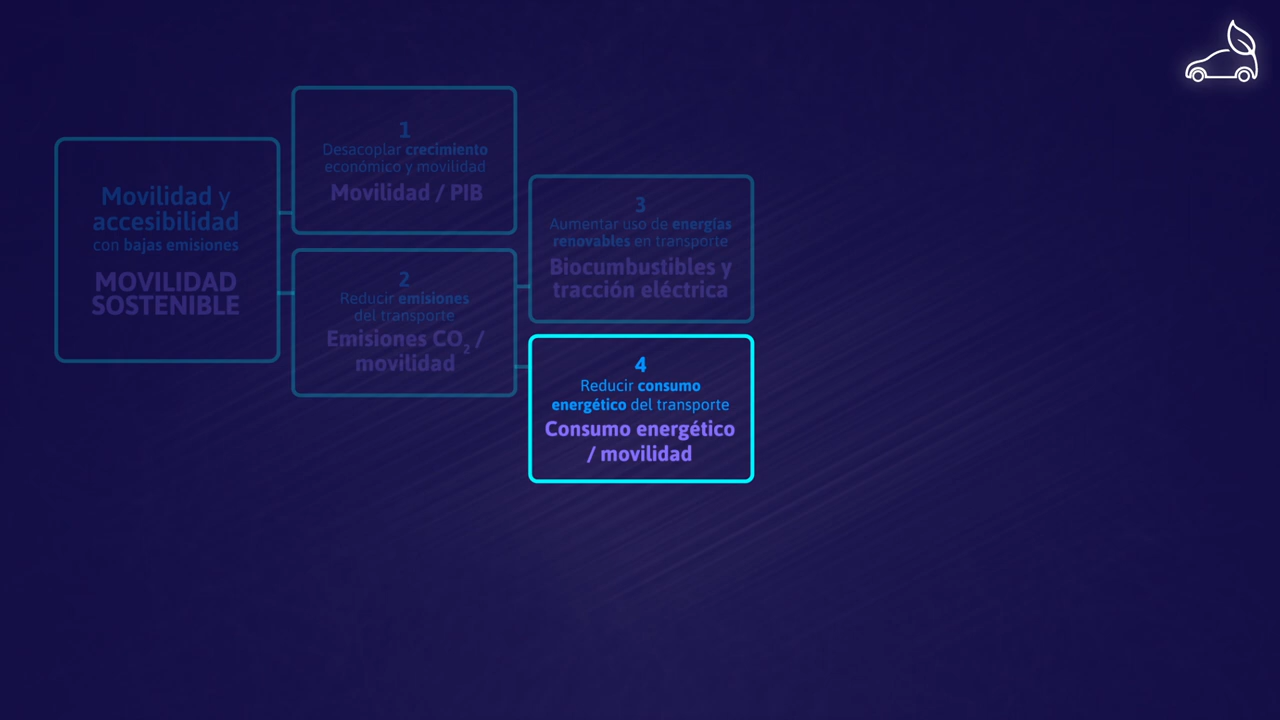 Movilidad y
accesibilidad
con bajas emisiones
MOVILIDAD
SOSTENIBLE
1
Desacoplar crecimiento
económico y movilidad
Movilidad / PIB
2
Reducir emisiones
del transporte
Emisiones CO₂ /
movilidad
3
Aumentar uso de energías
renovables en transporte
Biocumbustibles y
tracción eléctrica
4
Reducir consumo
energético del transporte
Consumo energético
/ movilidad